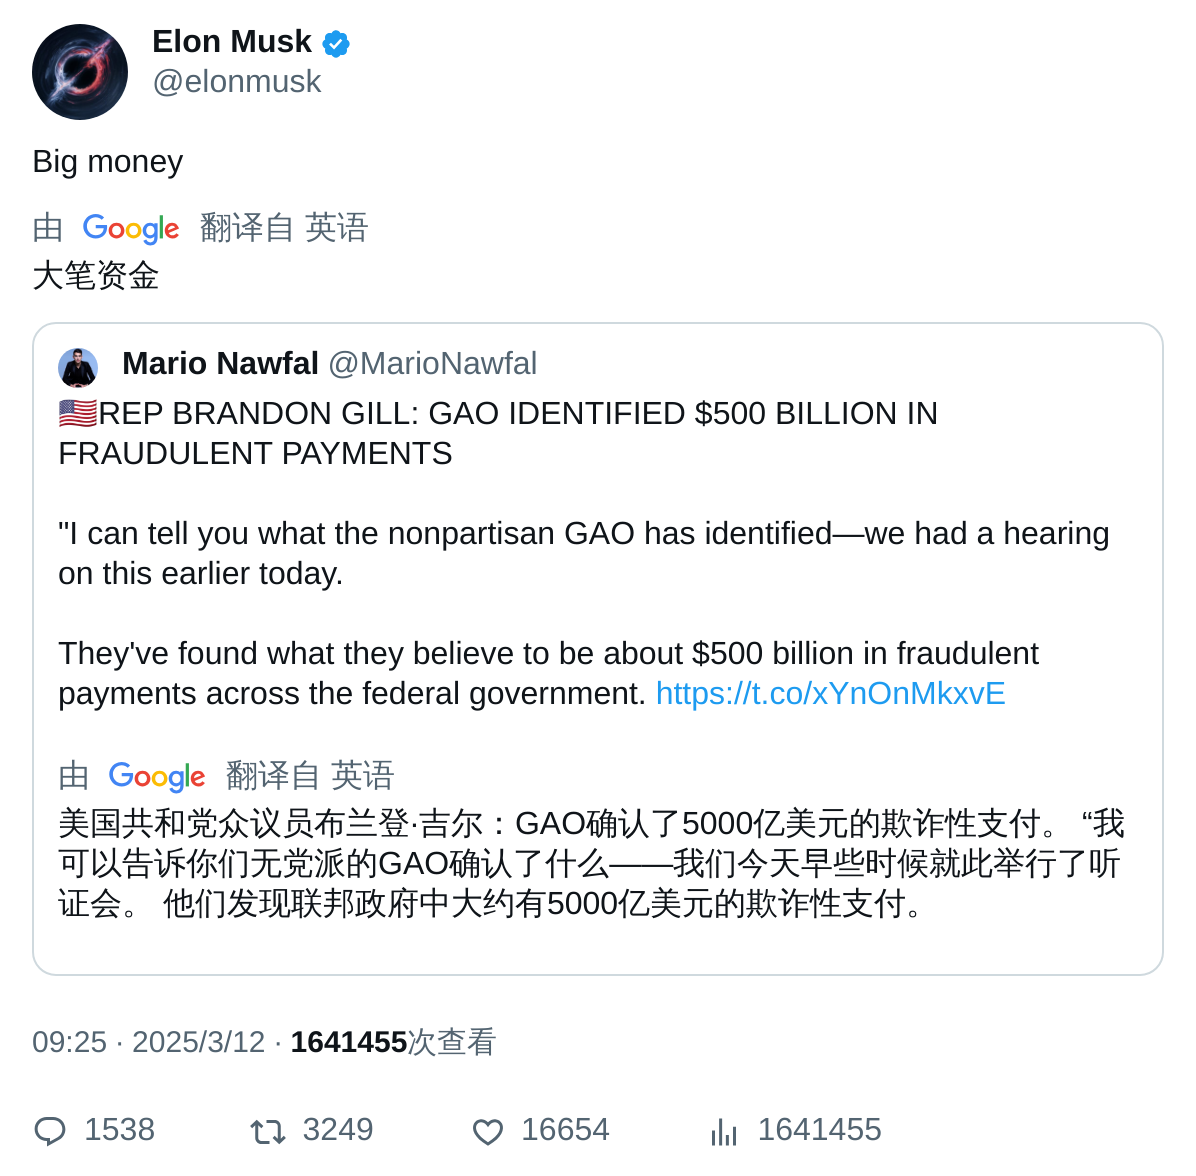 Elon Musk
@elonmusk
Big money
由 Google 翻译自 英语
大笔资金
Mario Nawfal @MarioNawfal
🇺🇸REP BRANDON GILL: GAO IDENTIFIED $500 BILLION IN
FRAUDULENT PAYMENTS
"I can tell you what the nonpartisan GAO has identified—we had a hearing
on this earlier today.
They've found what they believe to be about $500 billion in fraudulent
payments across the federal government. https://t.co/xYnOnMkxvE
由 Google 翻译自 英语
美国共和党众议员布兰登·吉尔：GAO确认了5000亿美元的欺诈性支付。 “我
可以告诉你们无党派的GAO确认了什么——我们今天早些时候就此举行了听
证会。 他们发现联邦政府中大约有5000亿美元的欺诈性支付。
09:25 · 2025/3/12 · 1641455次查看
1538 3249 16654 1641455